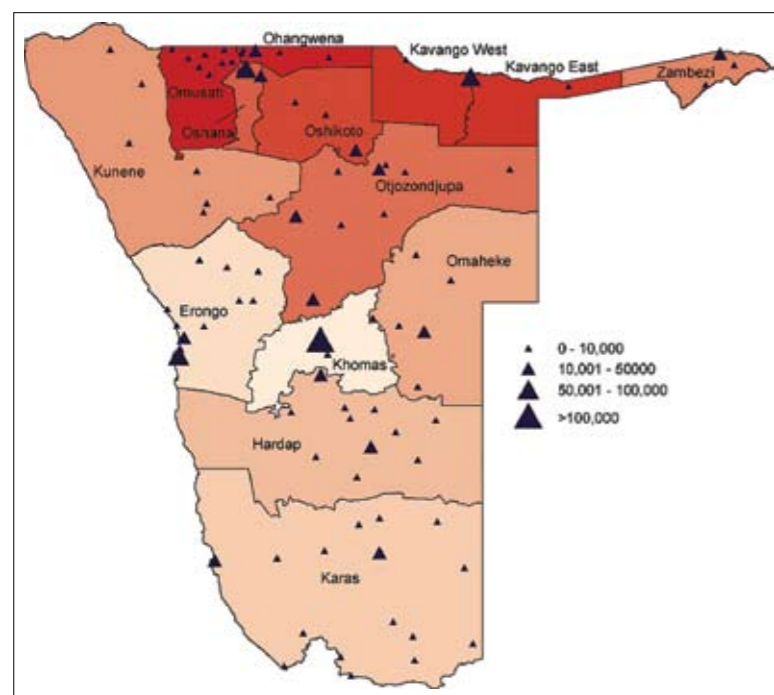 Ohangwena
Kavango West
Kavango East
Zambezi
Omusati
Oshana
Oshikoto
Kunene
Otjozondjupa
Omaheke
Erongo
Khomas
0 - 10,000
10,001 - 50000
50,001 - 100,000
>100,000
Hardap
Karas